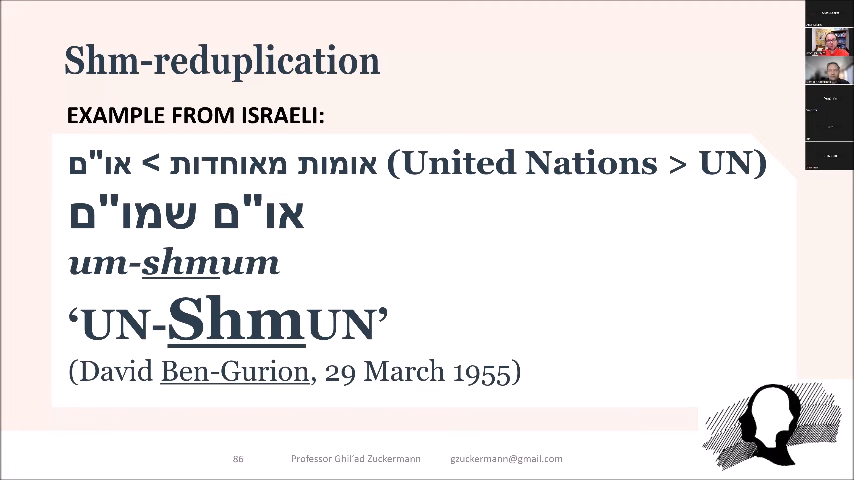 Shm-reduplication
EXAMPLE FROM ISRAELI:
אומות מאוחדות > או"ם (United Nations > UN)
או"ם שמו"ם
um-shmum
‘UN-ShmUN’
(David Ben-Gurion, 29 March 1955)
86 Professor Ghil‘ad Zuckermann gzuckermann@gmail.com